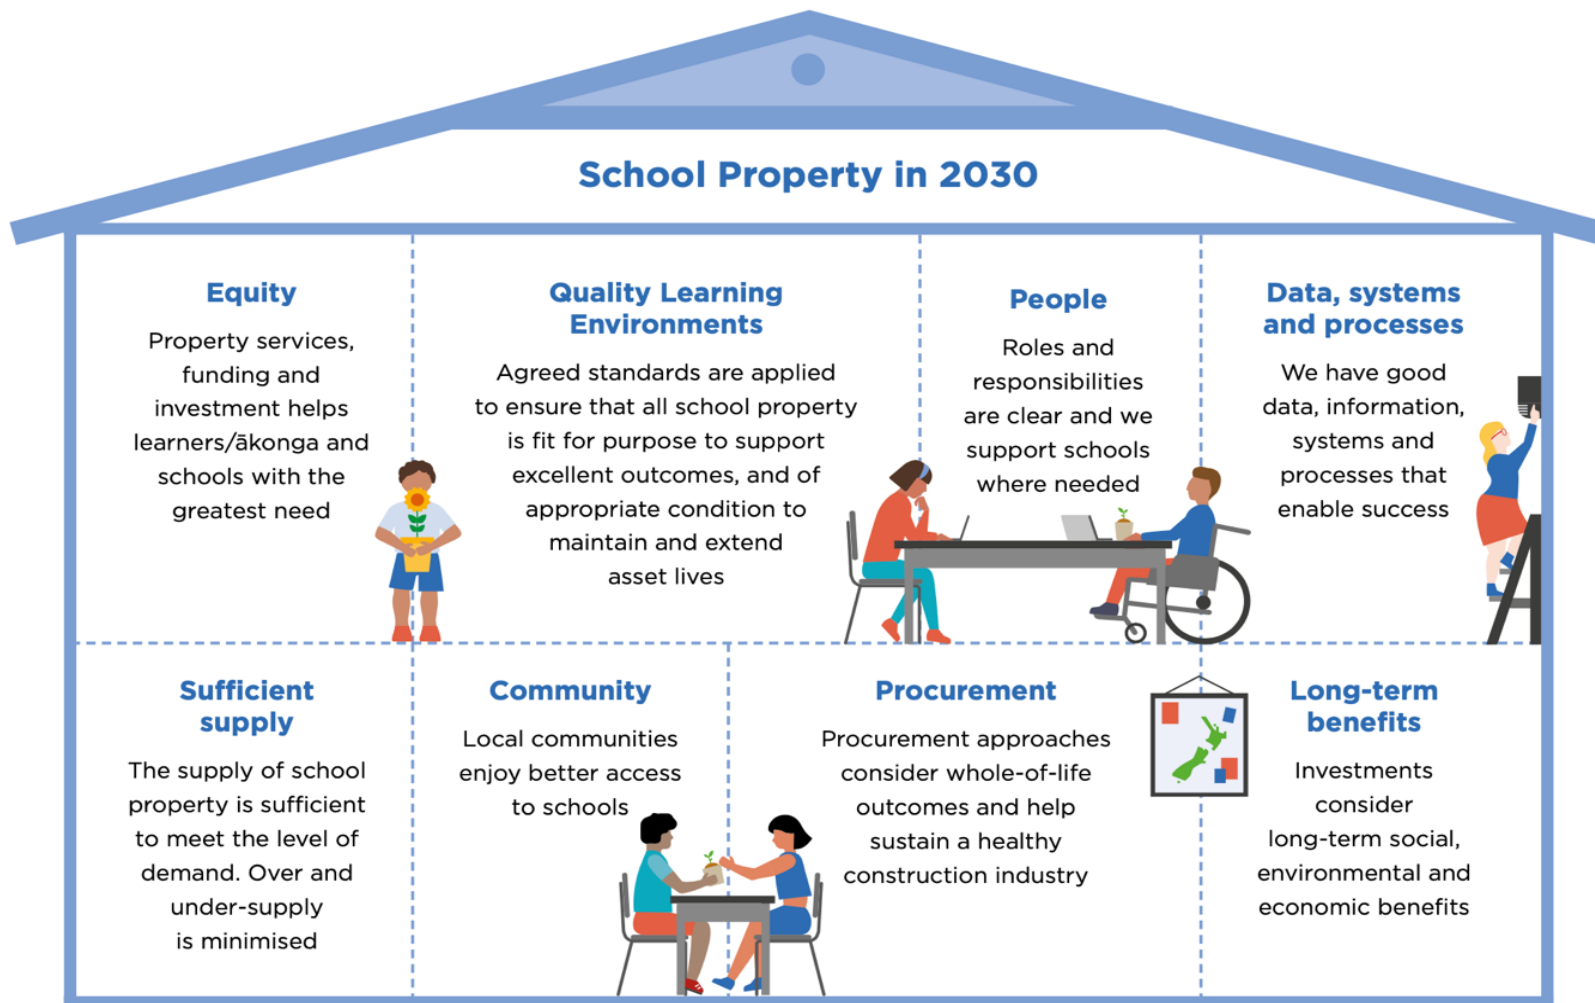 School Property in 2030
Equity
Property services,
funding and
investment helps
learners/ākonga and
schools with the
greatest need
Quality Learning
Environments
Agreed standards are applied
to ensure that all school property
is fit for purpose to support
excellent outcomes, and of
appropriate condition to
maintain and extend
asset lives
People
Roles and
responsibilities
are clear and we
support schools
where needed
Data, systems
and processes
We have good
data, information,
systems and
processes that
enable success
Sufficient
supply
The supply of school
property is sufficient
to meet the level of
demand. Over and
under-supply
is minimised
Community
Local communities
enjoy better access
to schools
Procurement
Procurement approaches
consider whole-of-life
outcomes and help
sustain a healthy
construction industry
Long-term
benefits
Investments
consider
long-term social,
environmental and
economic benefits